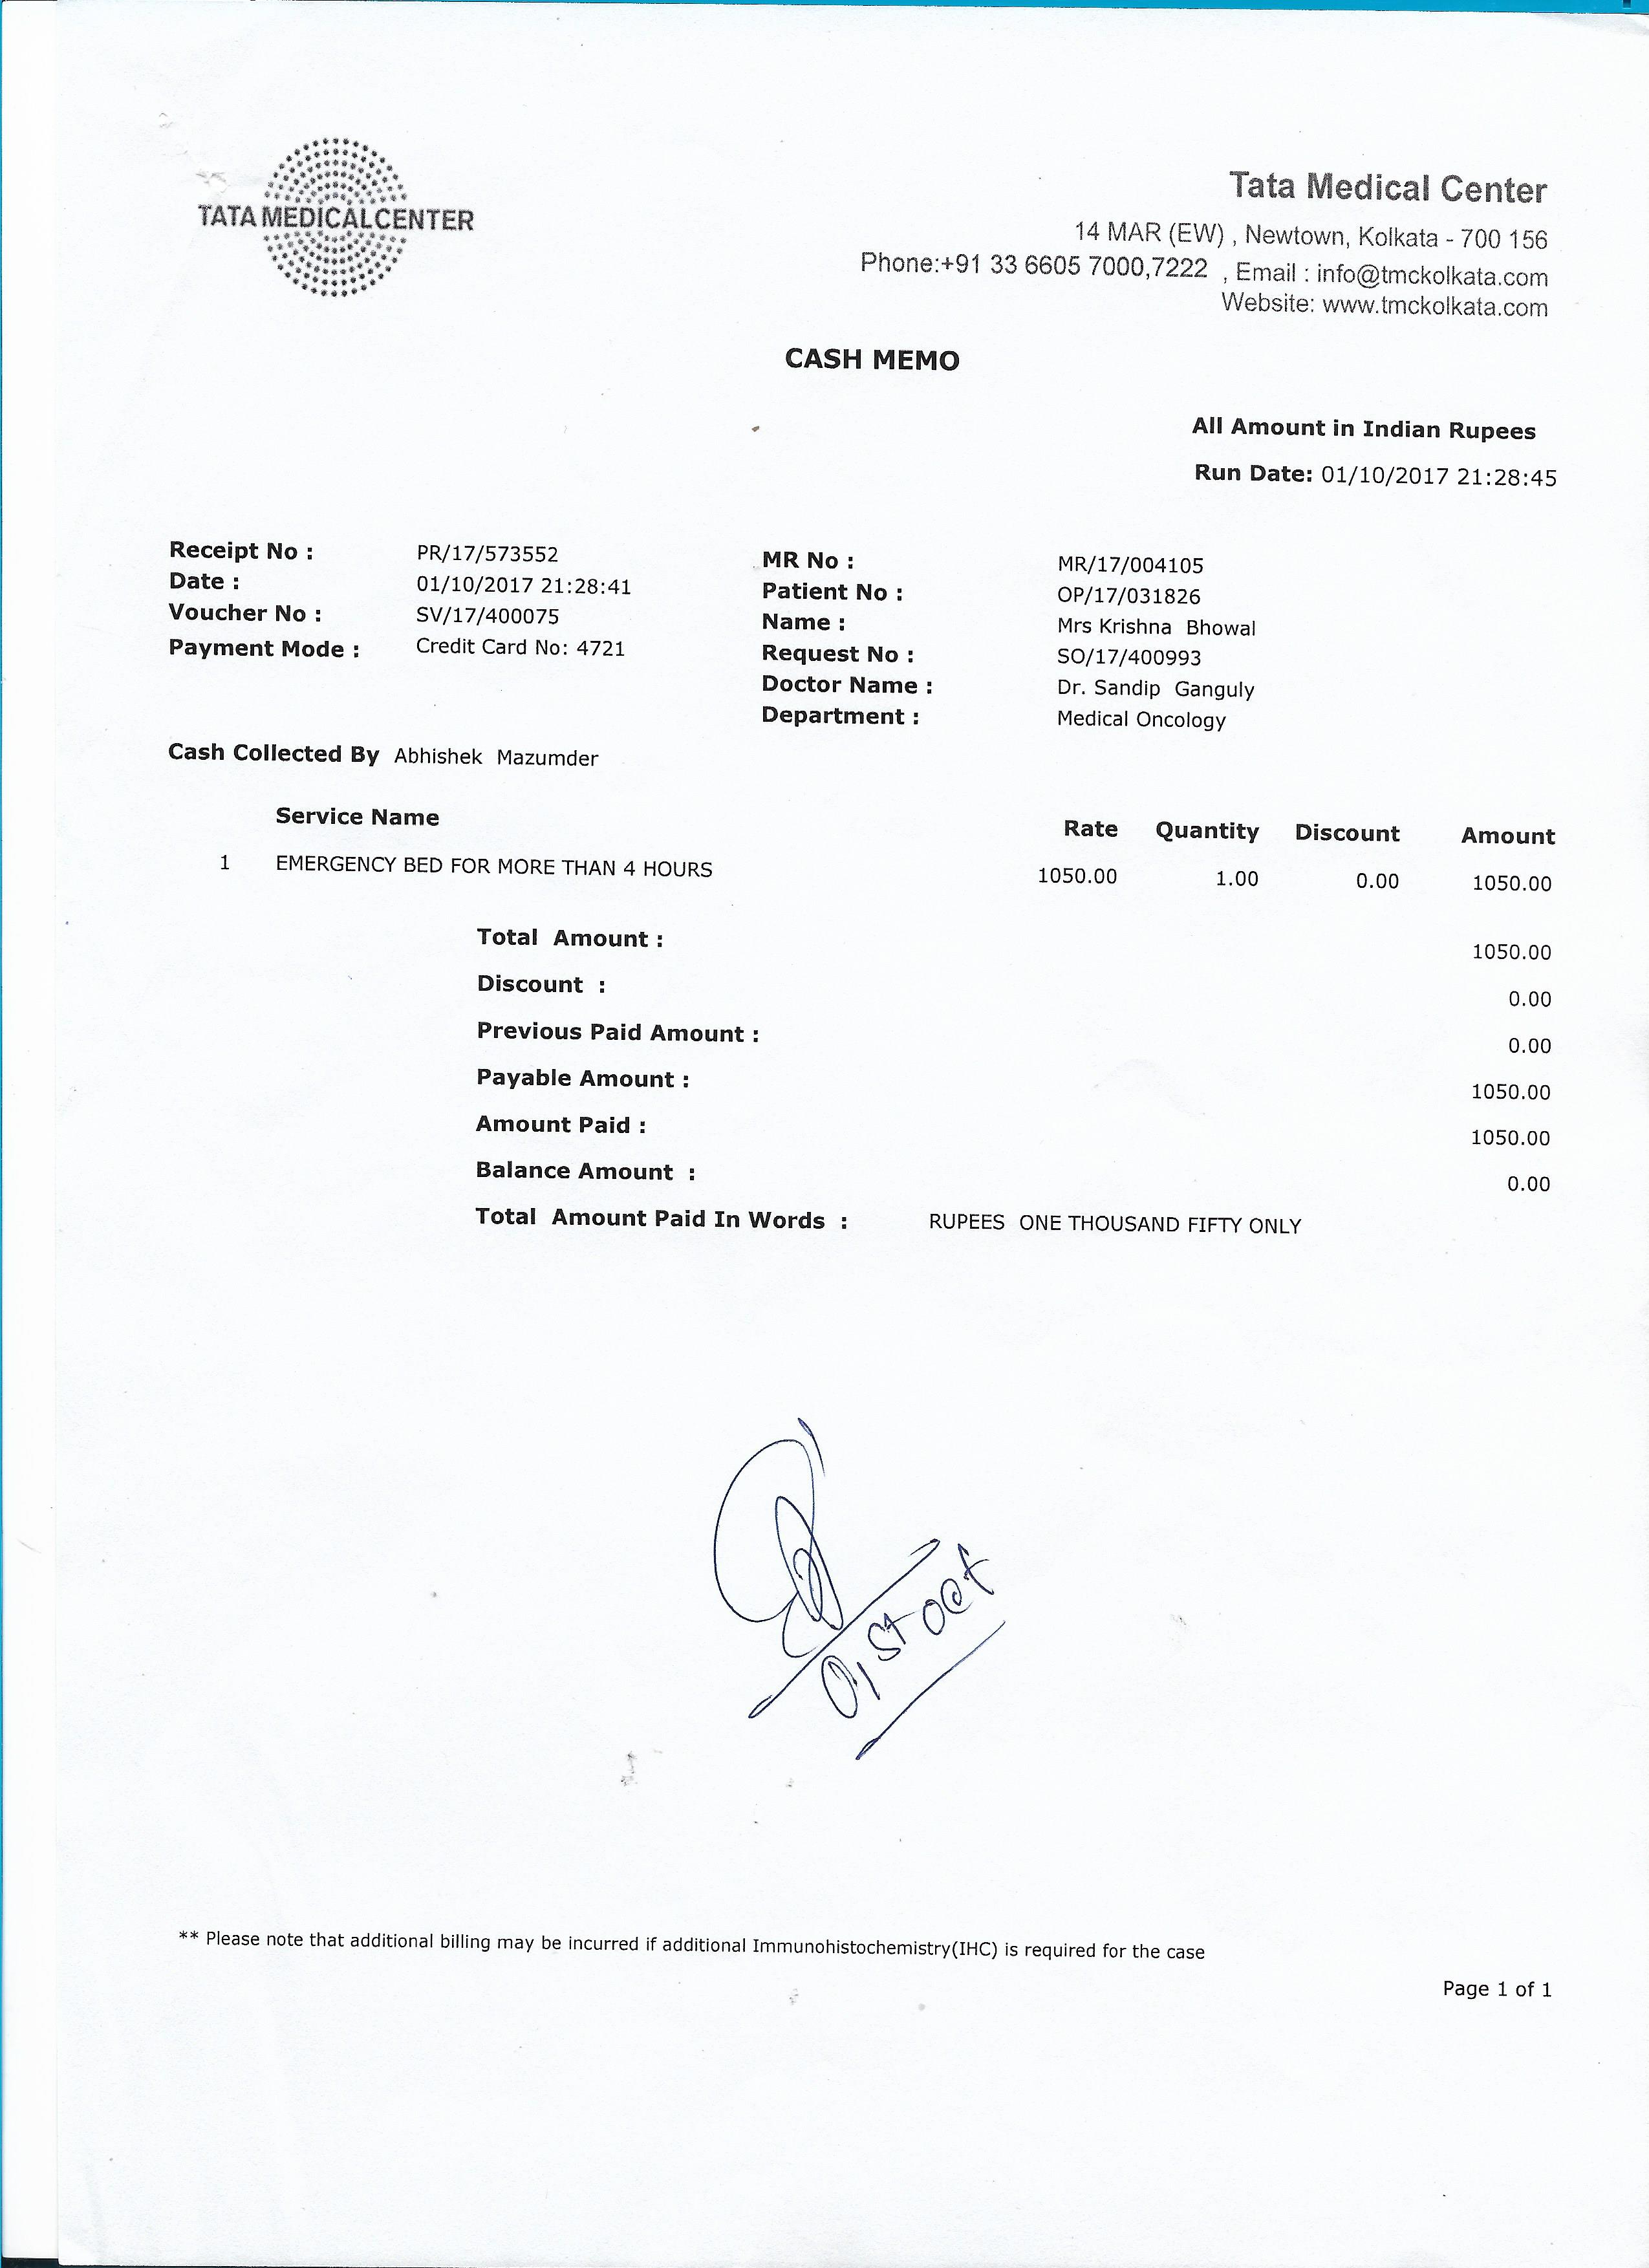 TATA MEDICAL CENTER
Tata Medical Center
14 MAR (EW) , Newtown, Kolkata - 700 156
Phone:+91 33 6605 7000,7222 , Email : info@tmckolkata.com
Website: www.tmckolkata.com
CASH MEMO
All Amount in Indian Rupees
Run Date: 01/10/2017 21:28:45
Receipt No : PR/17/573552
Date : 01/10/2017 21:28:41
Voucher No : SV/17/400075
Payment Mode : Credit Card No: 4721
MR No : MR/17/004105
Patient No : OP/17/031826
Name : Mrs Krishna Bhowal
Request No : SO/17/400993
Doctor Name : Dr. Sandip Ganguly
Department : Medical Oncology
Cash Collected By Abhishek Mazumder
Service Name Rate Quantity Discount Amount
1 EMERGENCY BED FOR MORE THAN 4 HOURS 1050.00 1.00 0.00 1050.00
Total Amount : 1050.00
Discount : 0.00
Previous Paid Amount : 0.00
Payable Amount : 1050.00
Amount Paid : 1050.00
Balance Amount : 0.00
Total Amount Paid In Words : RUPEES ONE THOUSAND FIFTY ONLY
01st oct
** Please note that additional billing may be incurred if additional Immunohistochemistry(IHC) is required for the case
Page 1 of 1